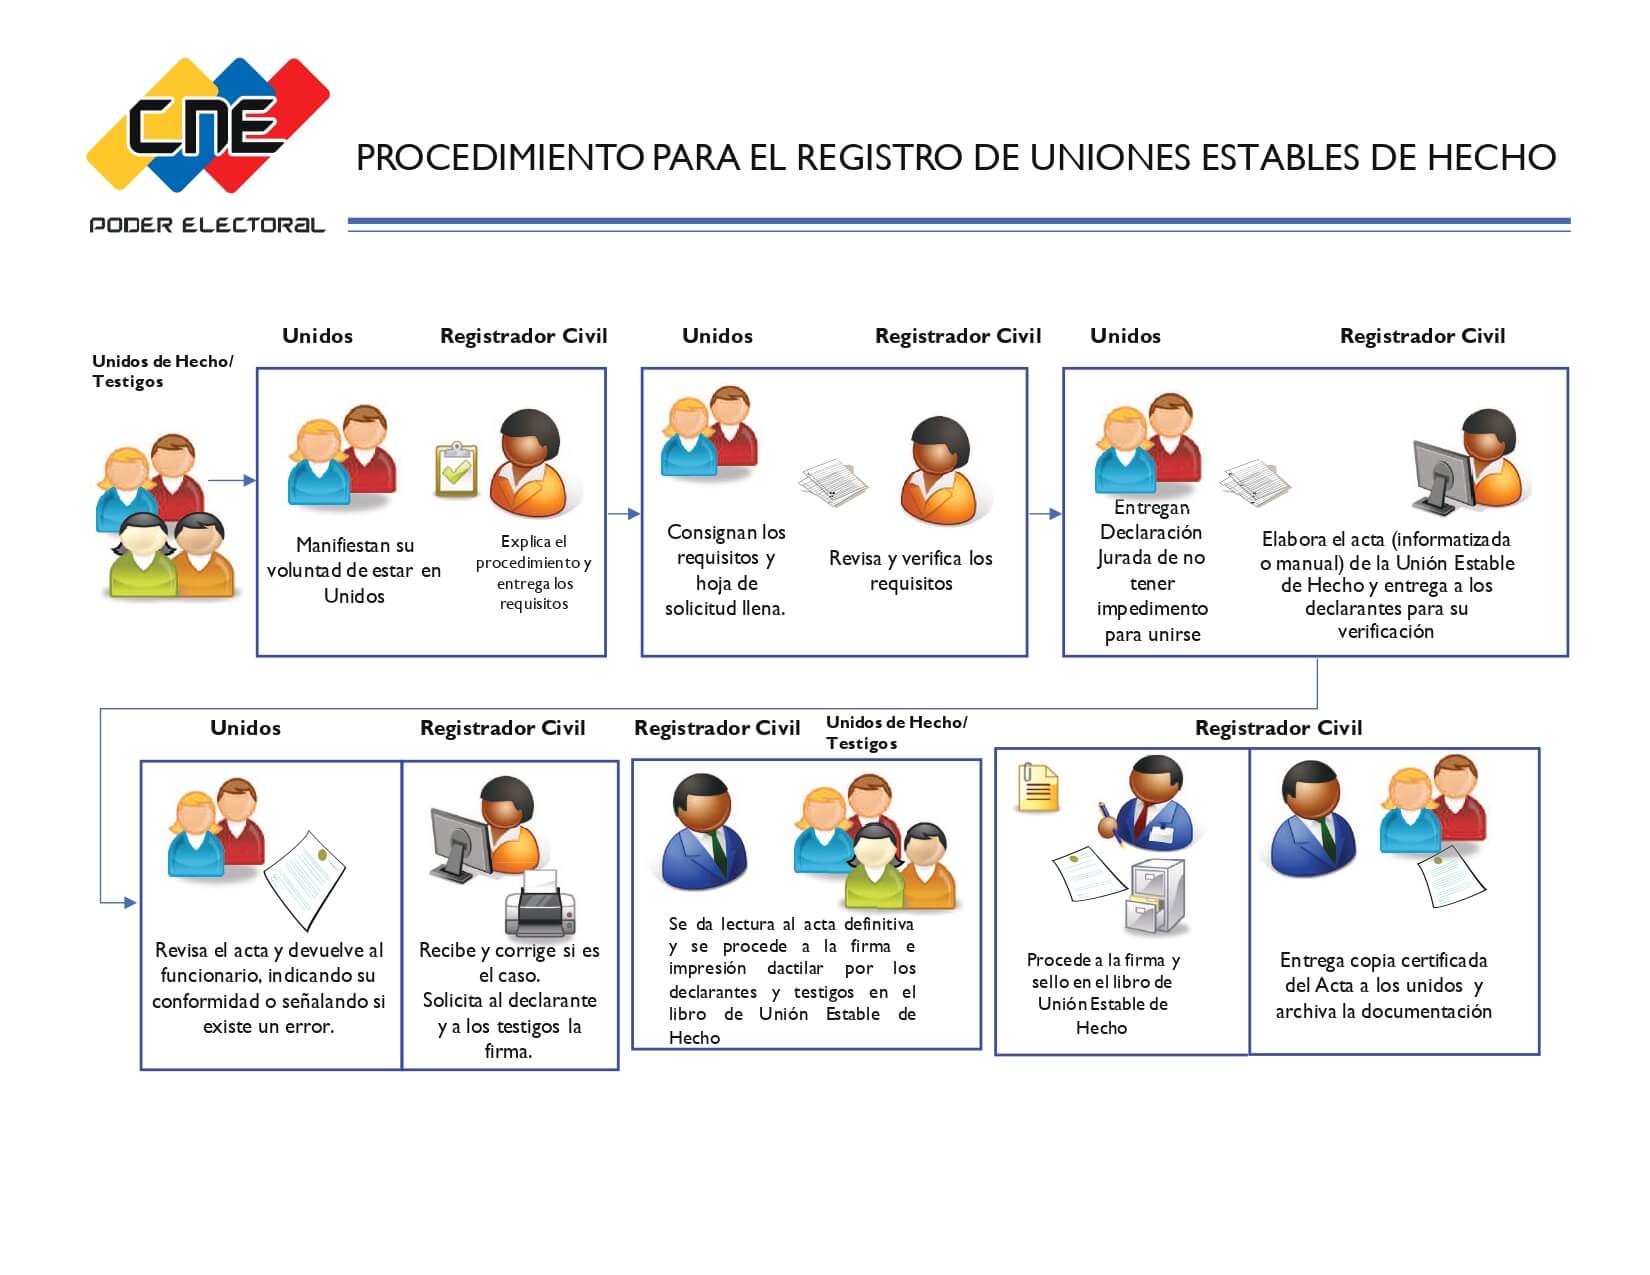 CNE
PODER ELECTORAL
PROCEDIMIENTO PARA EL REGISTRO DE UNIONES ESTABLES DE HECHO
Unidos de Hecho/
Testigos
Unidos
Registrador Civil
Manifiestan su
voluntad de estar en
Unidos
Explica el
procedimiento y
entrega los
requisitos
Unidos
Registrador Civil
Consignan los
requisitos y
hoja de
solicitud llena.
Revisa y verifica los
requisitos
Unidos
Registrador Civil
Entregan
Declaración
Jurada de no
tener
impedimento
para unirse
Elabora el acta (informatizada
o manual) de la Unión Estable
de Hecho y entrega a los
declarantes para su
verificación
Unidos
Registrador Civil
Revisa el acta y devuelve al
funcionario, indicando su
conformidad o señalando si
existe un error.
Recibe y corrige si es
el caso.
Solicita al declarante
y a los testigos la
firma.
Registrador Civil
Unidos de Hecho/
Testigos
Se da lectura al acta definitiva
y se procede a la firma e
impresión dactilar por los
declarantes y testigos en el
libro de Unión Estable de
Hecho
Registrador Civil
Procede a la firma y
sello en el libro de
Unión Estable de
Hecho
Entrega copia certificada
del Acta a los unidos y
archiva la documentación